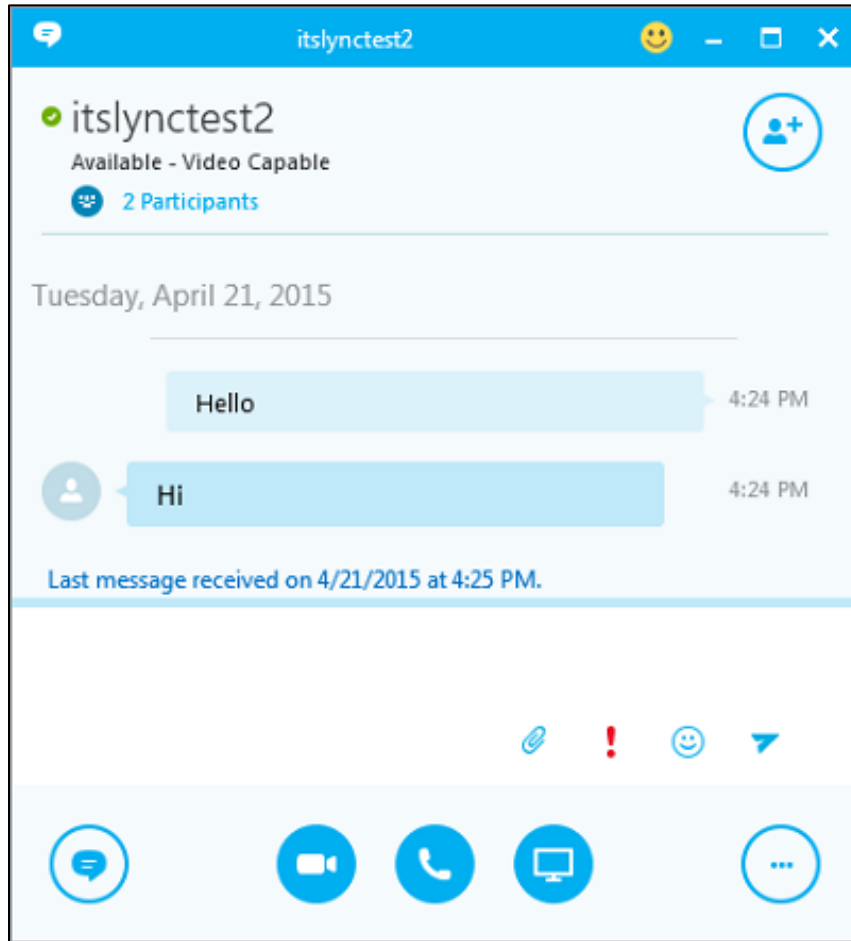 itslynctest2
itslynctest2
Available - Video Capable
2 Participants
Tuesday, April 21, 2015
Hello 4:24 PM
Hi 4:24 PM
Last message received on 4/21/2015 at 4:25 PM.